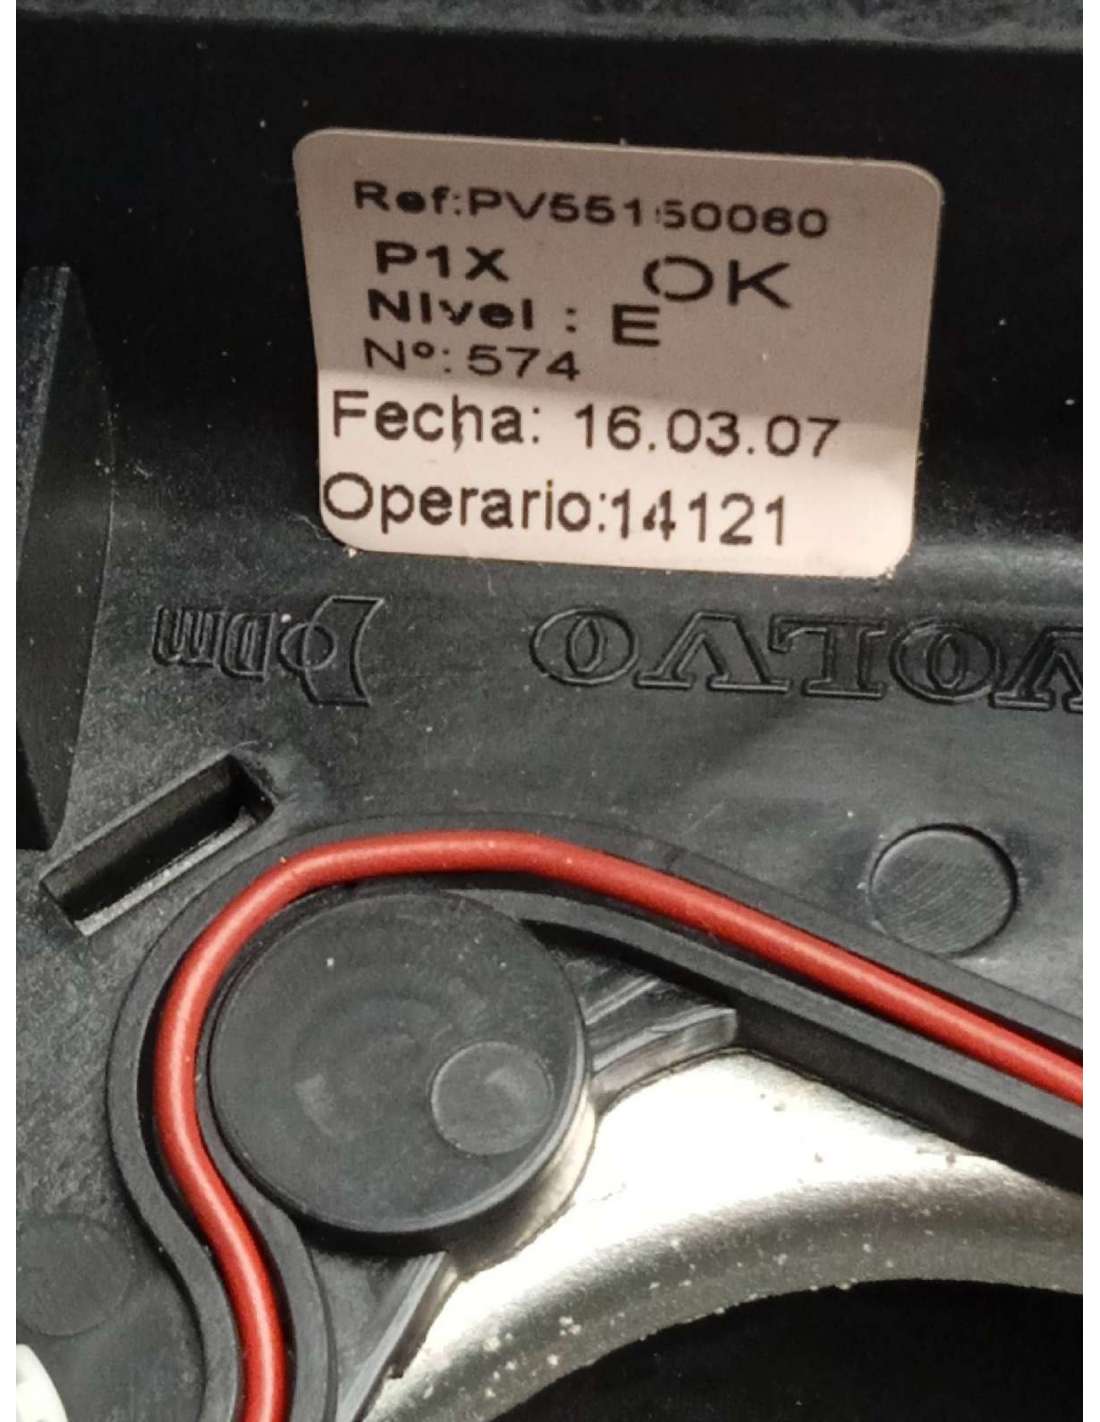 Ref:PV55150060
P1X OK
Nivel : E
Nº: 574
Fecha: 16.03.07
Operario:14121
VOLVO